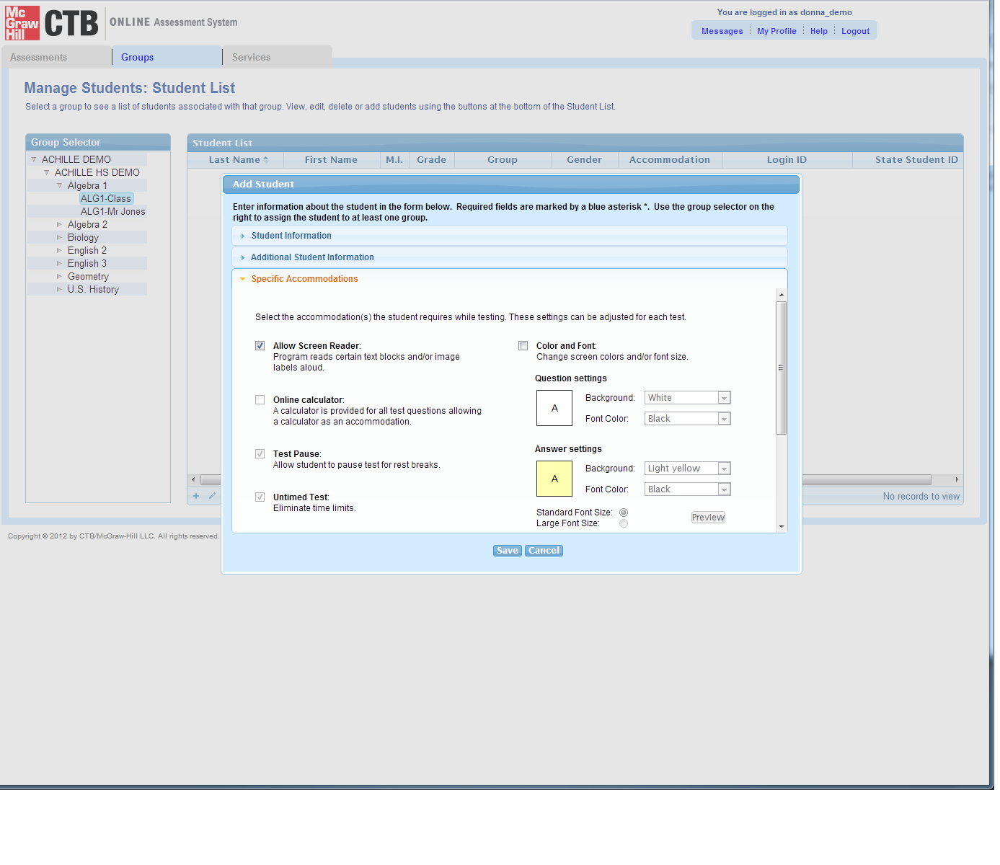 Mc
Graw
Hill
CTB
ONLINE Assessment System
You are logged in as donna_demo
Messages My Profile Help Logout
Assessments Groups Services
Manage Students: Student List
Select a group to see a list of students associated with that group. View, edit, delete or add students using the buttons at the bottom of the Student List.
Group Selector
ACHILLE DEMO
ACHILLE HS DEMO
Algebra 1
ALG1-Class
ALG1-Mr Jones
Algebra 2
Biology
English 2
English 3
Geometry
U.S. History
Student List
Last Name First Name M.I. Grade Group Gender Accommodation Login ID State Student ID
Add Student
Enter information about the student in the form below. Required fields are marked by a blue asterisk *. Use the group selector on the
right to assign the student to at least one group.
Student Information
Additional Student Information
Specific Accommodations
Select the accommodation(s) the student requires while testing. These settings can be adjusted for each test.
Allow Screen Reader:
Program reads certain text blocks and/or image
labels aloud.
Online calculator:
A calculator is provided for all test questions allowing
a calculator as an accommodation.
Test Pause:
Allow student to pause test for rest breaks.
Untimed Test:
Eliminate time limits.
Color and Font:
Change screen colors and/or font size.
Question settings
A
Background: White
Font Color: Black
Answer settings
A
Background: Light yellow
Font Color: Black
Standard Font Size:
Large Font Size:
Preview
Save Cancel
No records to view
Copyright © 2012 by CTB/McGraw-Hill LLC. All rights reserved.